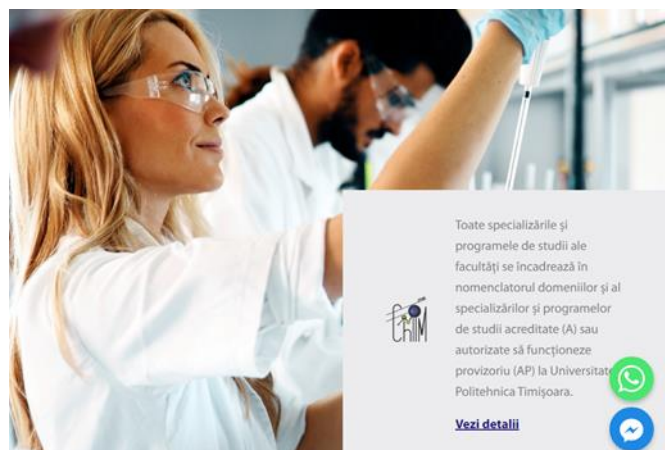 Toate specializările și
programele de studii ale
facultăți se încadrează în
nomenclatorul domeniilor și al
specializărilor și programelor
de studii acreditate (A) sau
autorizate să funcționeze
provizoriu (AP) la Universitatea
Politehnica Timișoara.
ChIM
Vezi detalii